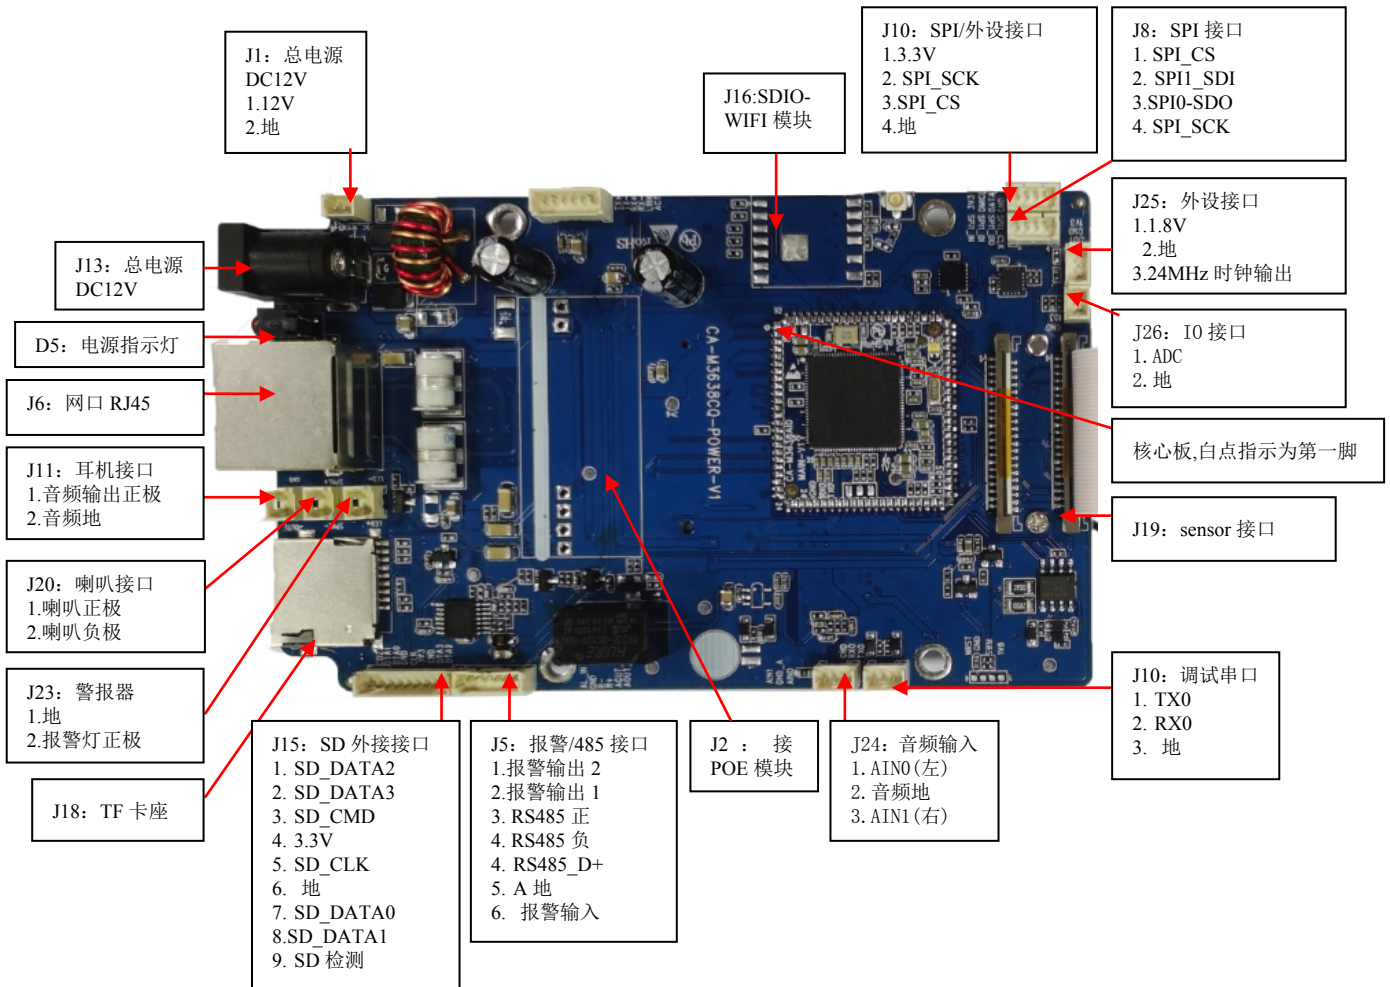 J1：总电源
DC12V
1.12V
2.地
J16:SDIO-
WIFI 模块
J10：SPI/外设接口
1.3.3V
2. SPI_SCK
3.SPI_CS
4.地
J8：SPI 接口
1. SPI_CS
2. SPI1_SDI
3.SPI0-SDO
4. SPI_SCK
J25：外设接口
1.1.8V
2.地
3.24MHz 时钟输出
J13：总电源
DC12V
J26：IO 接口
1. ADC
2. 地
D5：电源指示灯
J6：网口 RJ45
核心板,白点指示为第一脚
J11：耳机接口
1.音频输出正极
2.音频地
J19：sensor 接口
J20：喇叭接口
1.喇叭正极
2.喇叭负极
J23：警报器
1.地
2.报警灯正极
J18：TF 卡座
J15：SD 外接接口
1. SD_DATA2
2. SD_DATA3
3. SD_CMD
4. 3.3V
5. SD_CLK
6. 地
7. SD_DATA0
8.SD_DATA1
9. SD 检测
J5：报警/485 接口
1.报警输出 2
2.报警输出 1
3. RS485 正
4. RS485 负
4. RS485_D+
5. A 地
6. 报警输入
J2 ： 接
POE 模块
J24：音频输入
1. AIN0(左)
2. 音频地
3. AIN1(右)
J10：调试串口
1. TX0
2. RX0
3. 地
CA-M3638CO-POWER-V1